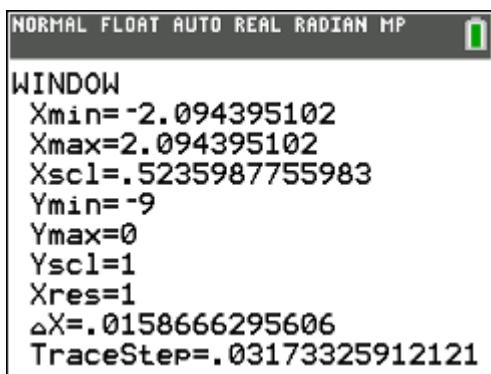 NORMAL FLOAT AUTO REAL RADIAN MP
WINDOW
Xmin=-2.094395102
Xmax=2.094395102
Xscl=.5235987755983
Ymin=-9
Ymax=0
Yscl=1
Xres=1
△X=.0158666295606
TraceStep=.03173325912121